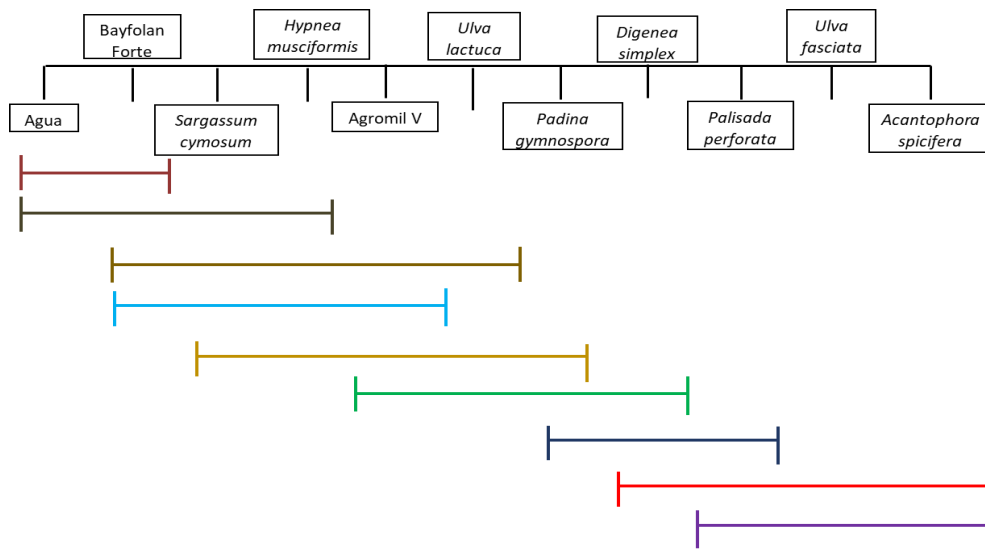 Bayfolan
Forte
Hypnea
musciformis
Ulva
lactuca
Digenea
simplex
Ulva
fasciata
Agua
Sargassum
cymosum
Agromil V
Padina
gymnospora
Palisada
perforata
Acantophora
spicifera